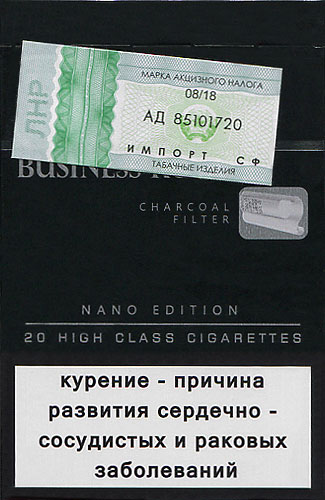 ЛНР
МАРКА АКЦИЗНОГО НАЛОГА
08/18
АД 85101720
ИМПОРТ СФ
ТАБАЧНЫЕ ИЗДЕЛИЯ
BUSINESS
CHARCOAL
FILTER
NANO EDITION
20 HIGH CLASS CIGARETTES
курение - причина
развития сердечно -
сосудистых и раковых
заболеваний